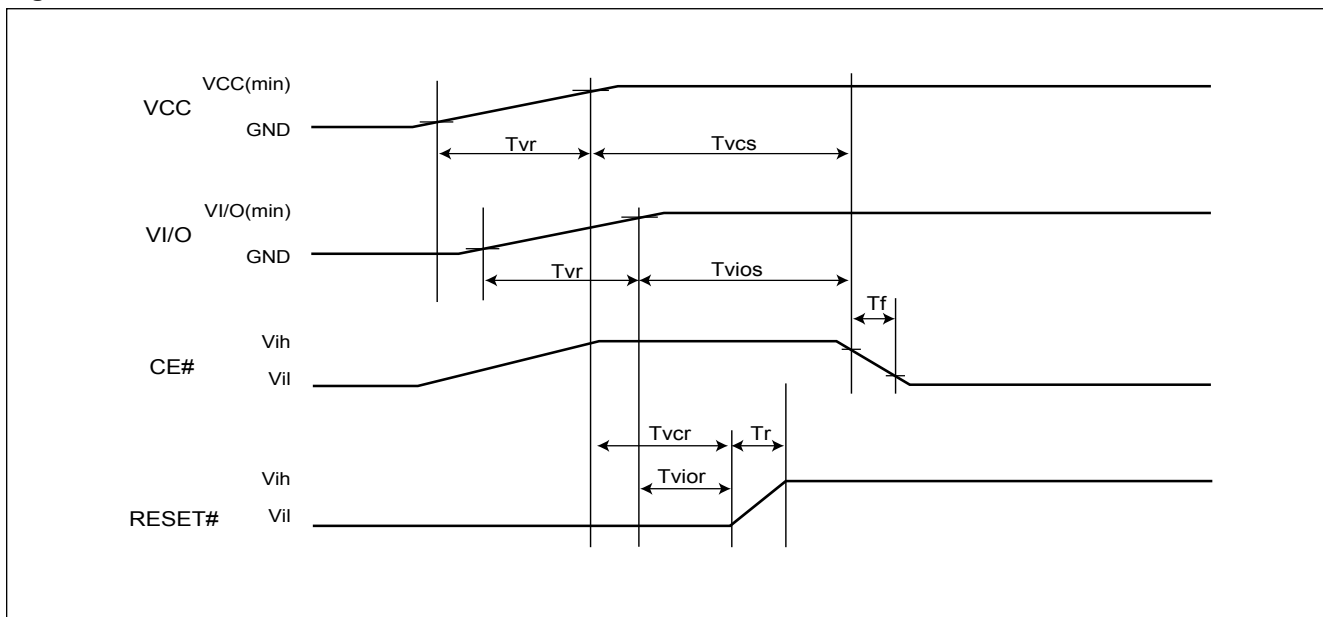 VCC(min)
VCC
GND
Tvr
Tvcs
VI/O(min)
VI/O
GND
Tvr
Tvios
Tf
Vih
CE#
Vil
Tvcr
Tr
Vih
Tvior
RESET#
Vil